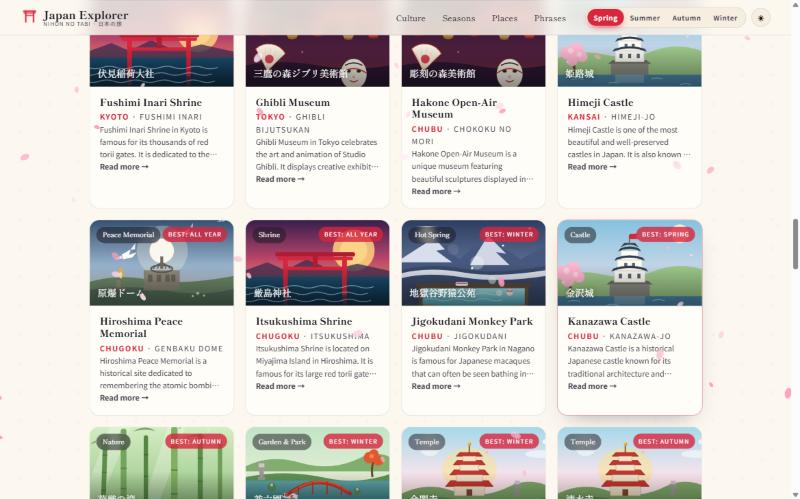 Japan Explorer
NIHON NO TABI · 日本の旅
Culture Seasons Places Phrases
Spring Summer Autumn Winter
伏見稲荷大社
三鷹の森ジブリ美術館
彫刻の森美術館
姫路城
Fushimi Inari Shrine
KYOTO · FUSHIMI INARI
Fushimi Inari Shrine in Kyoto is
famous for its thousands of red
torii gates. It is dedicated to the…
Read more →
Ghibli Museum
TOKYO · GHIBLI
BIJUTSUKAN
Ghibli Museum in Tokyo celebrates
the art and animation of Studio
Ghibli. It displays creative exhibit…
Read more →
Hakone Open-Air
Museum
CHUBU · CHOKOKU NO
MORI
Hakone Open-Air Museum is a
unique museum featuring
beautiful sculptures displayed in…
Read more →
Himeji Castle
KANSAI · HIMEJI-JO
Himeji Castle is one of the most
beautiful and well-preserved
castles in Japan. It is also known …
Read more →
Peace Memorial
BEST: ALL YEAR
原爆ドーム
Hiroshima Peace
Memorial
CHUGOKU · GENBAKU DOME
Hiroshima Peace Memorial is a
historical site dedicated to
remembering the atomic bombi…
Read more →
Shrine
BEST: ALL YEAR
厳島神社
Itsukushima Shrine
CHUGOKU · ITSUKUSHIMA
Itsukushima Shrine is located on
Miyajima Island in Hiroshima. It is
famous for its large red torii gate…
Read more →
Hot Spring
BEST: WINTER
地獄谷野猿公苑
Jigokudani Monkey Park
CHUBU · JIGOKUDANI
Jigokudani Monkey Park in Nagano
is famous for Japanese macaques
that can often be seen bathing in…
Read more →
Castle
BEST: SPRING
金沢城
Kanazawa Castle
CHUBU · KANAZAWA-JO
Kanazawa Castle is a historical
Japanese castle known for its
traditional architecture and…
Read more →
Nature
BEST: AUTUMN
Garden & Park
BEST: WINTER
Temple
BEST: WINTER
Temple
BEST: AUTUMN